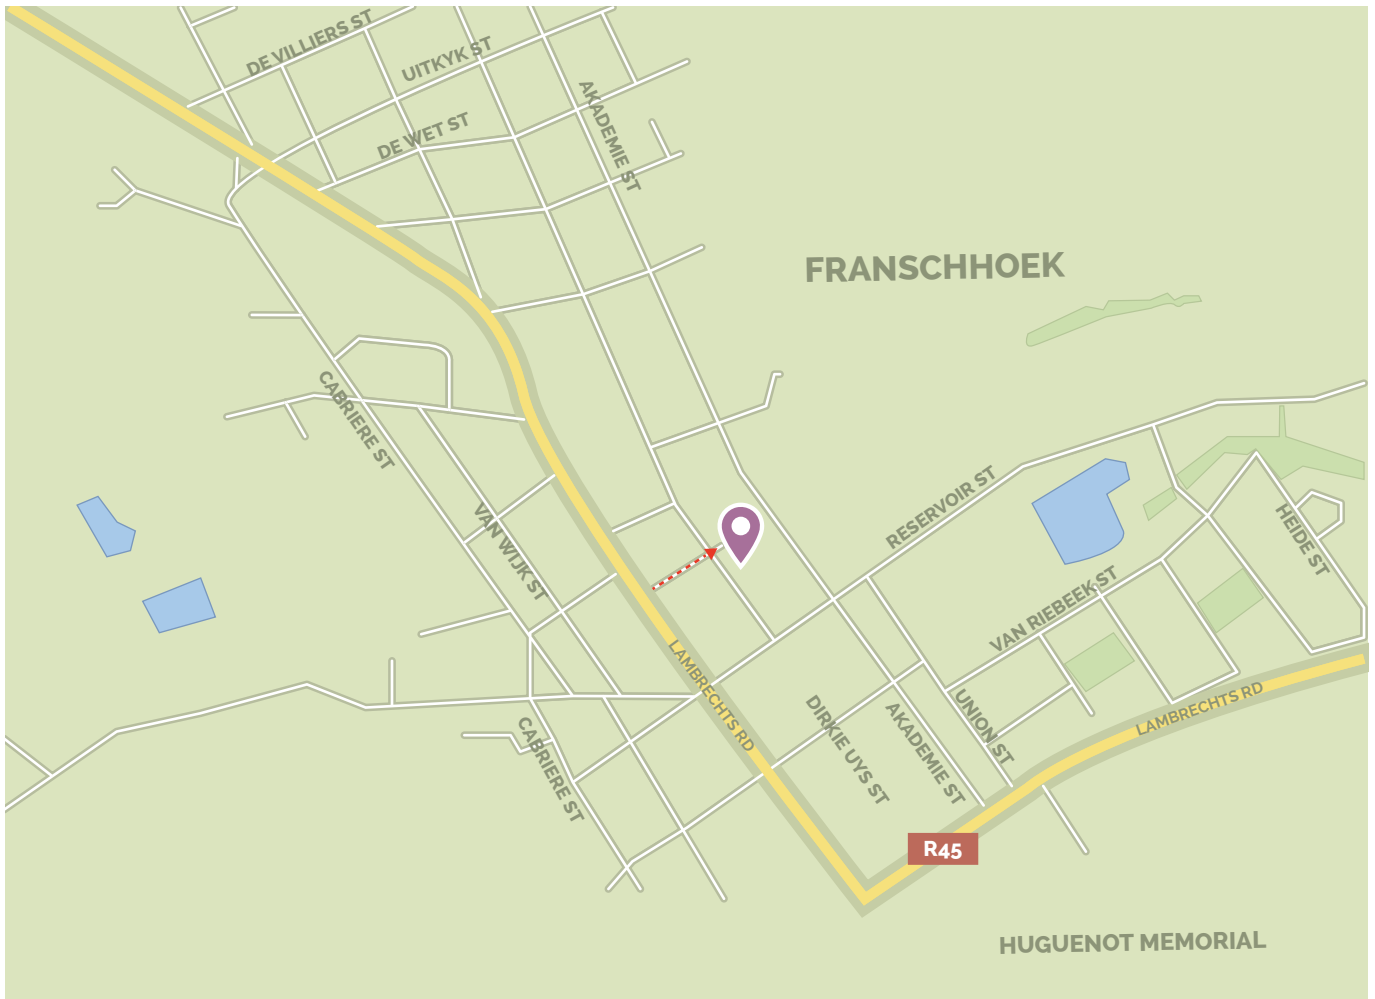 DE VILLIERS ST
UITKYK ST
DE WET ST
AKADEMIE ST
FRANSCHHOEK
CABRIERE ST
VAN WIJK ST
RESERVOIR ST
HEIDE ST
VAN RIEBEEK ST
LAMBRECHTS RD
DIRKIE UYS ST
AKADEMIE ST
UNION ST
LAMBRECHTS RD
CABRIERE ST
R45
HUGUENOT MEMORIAL